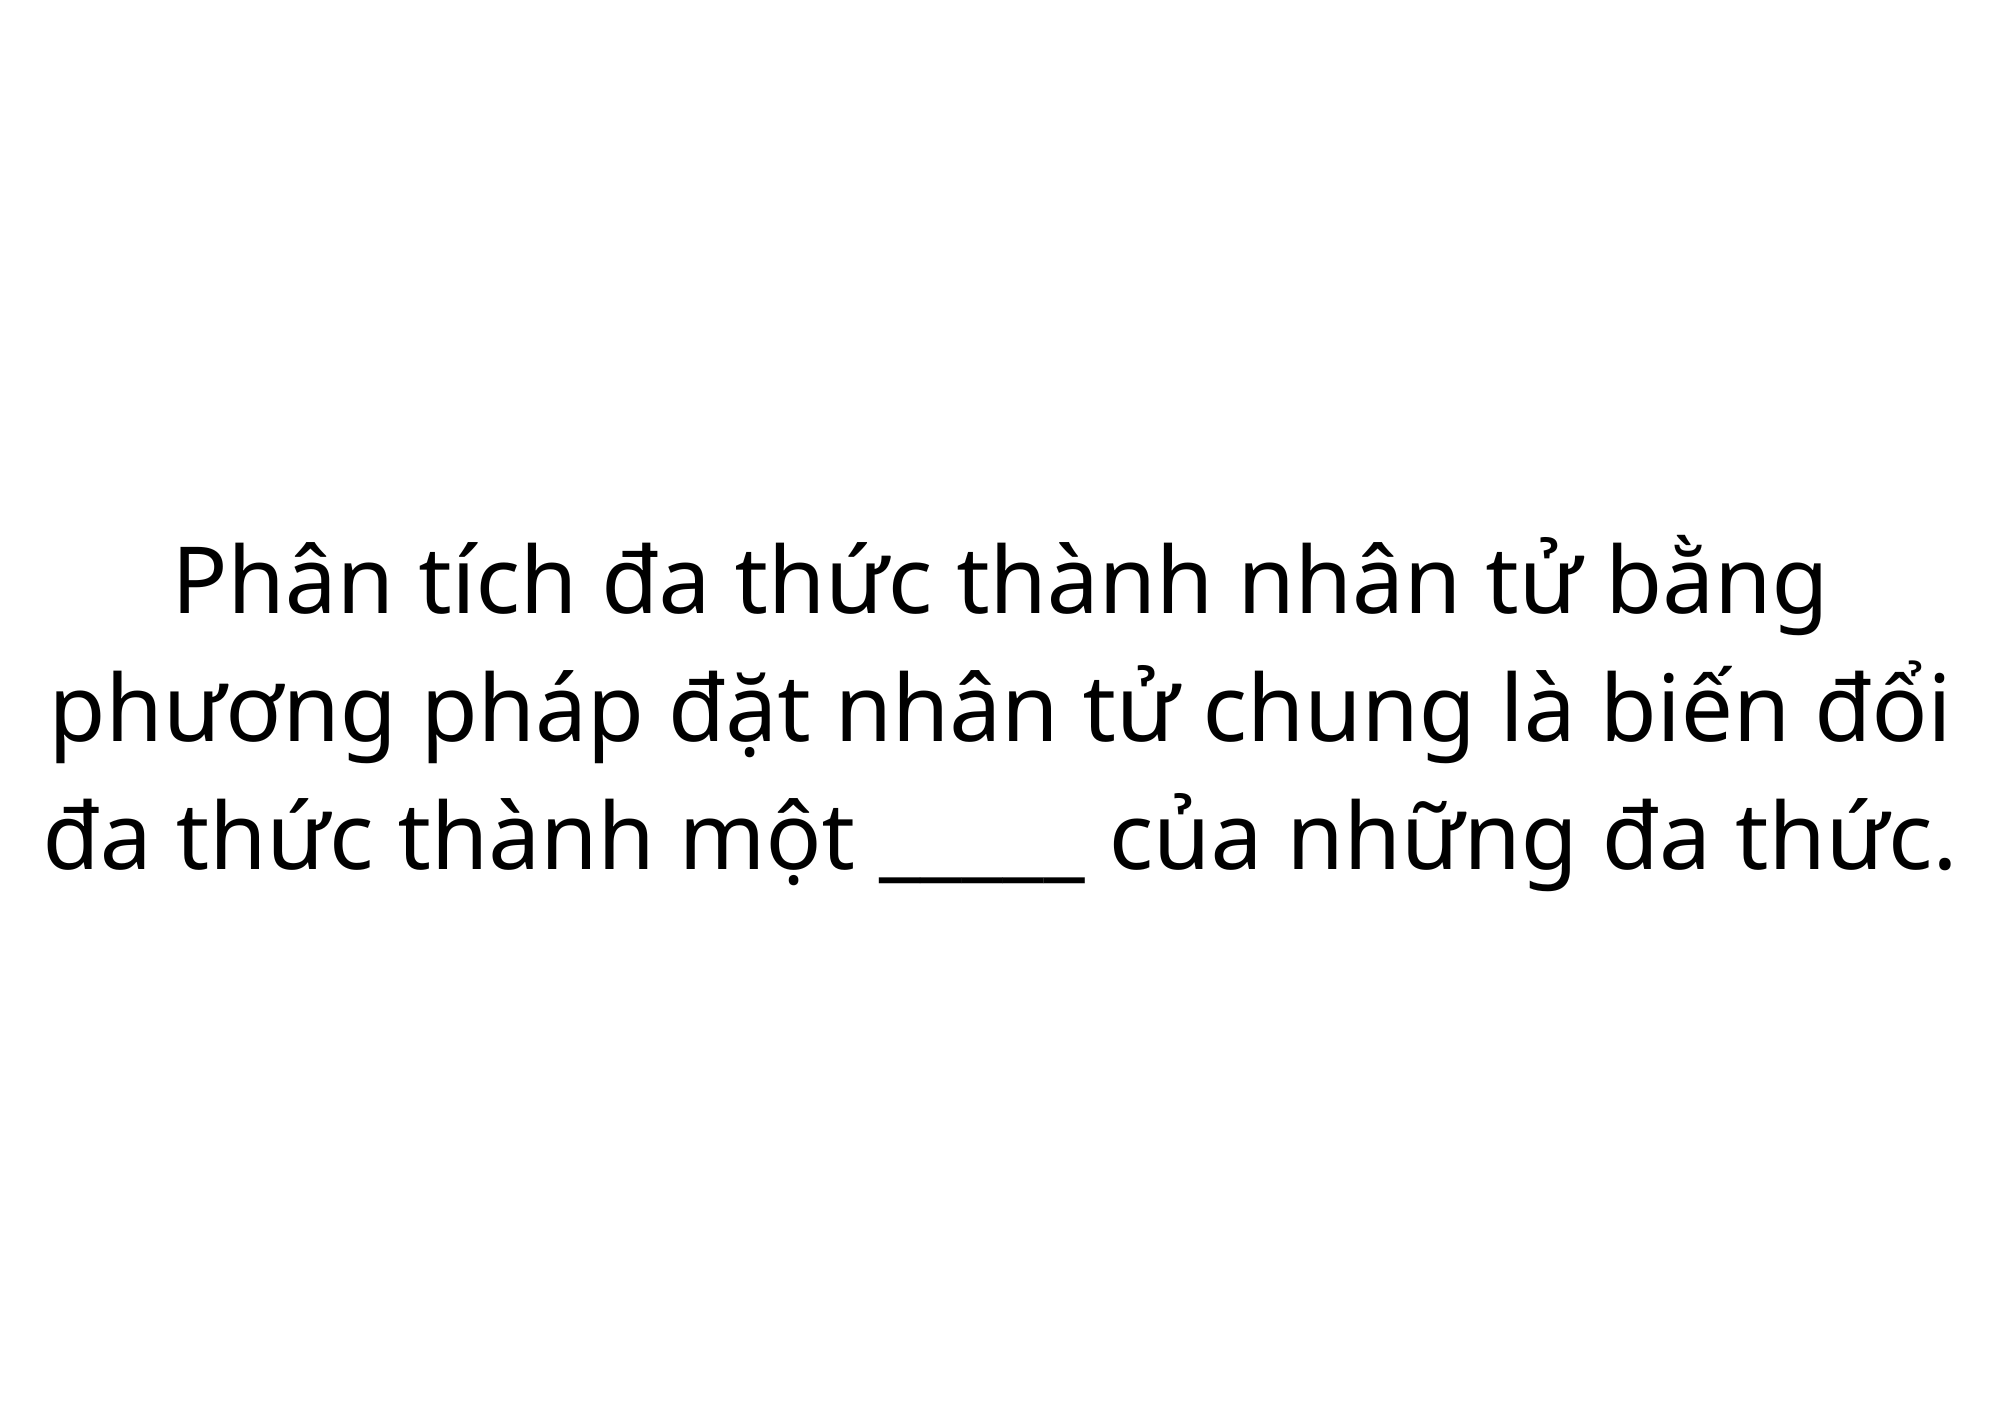 Phân tích đa thức thành nhân tử bằng
phương pháp đặt nhân tử chung là biến đổi
đa thức thành một _____ của những đa thức.